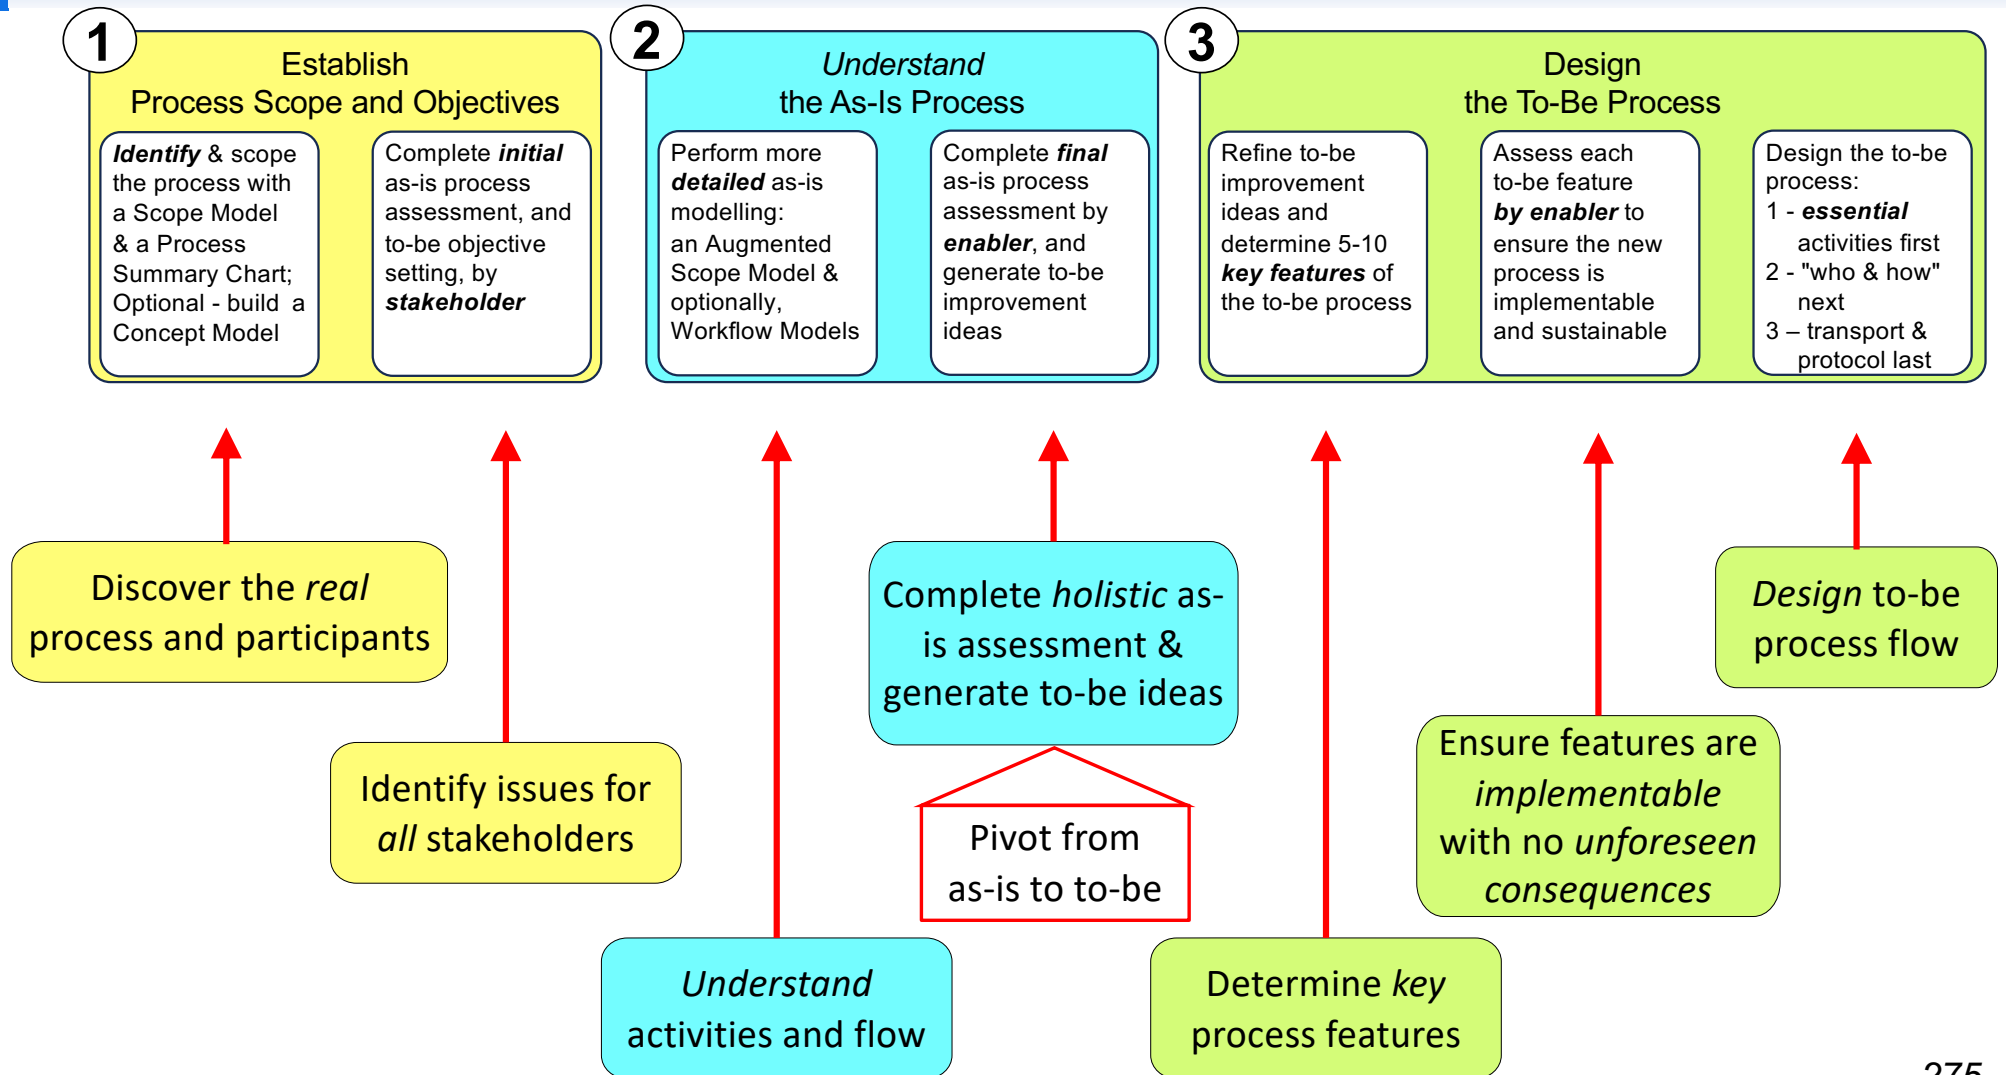 1
Establish
Process Scope and Objectives
Identify & scope
the process with
a Scope Model
& a Process
Summary Chart;
Optional - build a
Concept Model
Complete initial
as-is process
assessment, and
to-be objective
setting, by
stakeholder
2
Understand
the As-Is Process
Perform more
detailed as-is
modelling:
an Augmented
Scope Model &
optionally,
Workflow Models
Complete final
as-is process
assessment by
enabler, and
generate to-be
improvement
ideas
3
Design
the To-Be Process
Refine to-be
improvement
ideas and
determine 5-10
key features of
the to-be process
Assess each
to-be feature
by enabler to
ensure the new
process is
implementable
and sustainable
Design the to-be
process:
1 - essential
activities first
2 - "who & how"
next
3 – transport &
protocol last
Discover the real
process and participants
Identify issues for
all stakeholders
Understand
activities and flow
Complete holistic as-
is assessment &
generate to-be ideas
Pivot from
as-is to to-be
Determine key
process features
Ensure features are
implementable
with no unforeseen
consequences
Design to-be
process flow
275